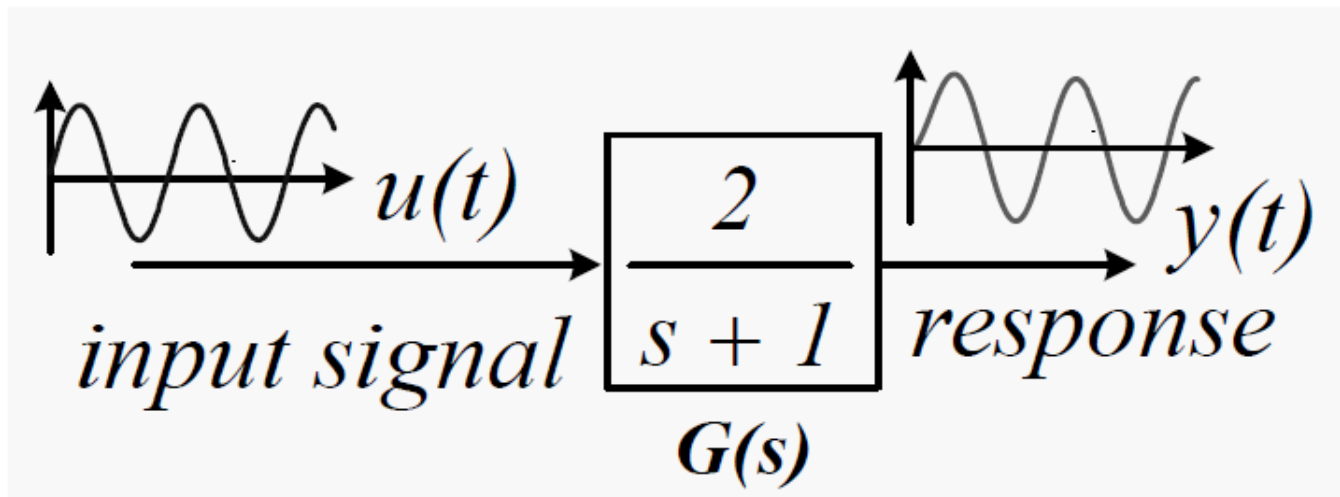 u(t)
input signal
2
s + 1
G(s)
y(t)
response